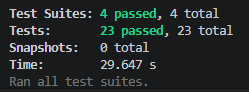 Test Suites: 4 passed, 4 total
Tests:       23 passed, 23 total
Snapshots:   0 total
Time:        29.647 s
Ran all test suites.